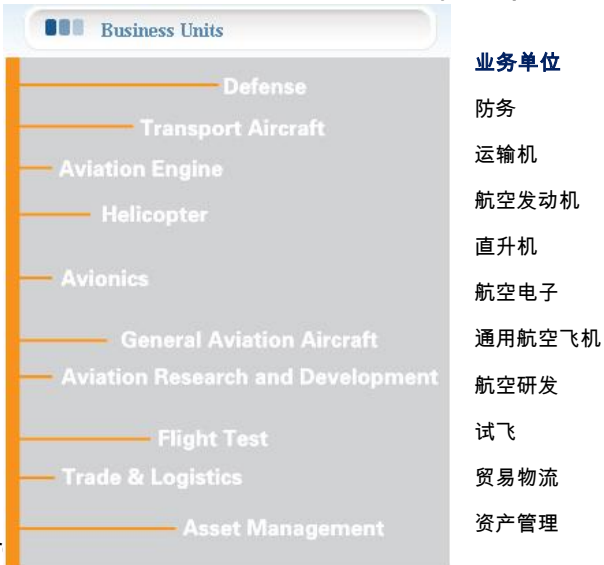 Business Units
Defense
Transport Aircraft
Aviation Engine
Helicopter
Avionics
General Aviation Aircraft
Aviation Research and Development
Flight Test
Trade & Logistics
Asset Management
业务单位
防务
运输机
航空发动机
直升机
航空电子
通用航空飞机
航空研发
试飞
贸易物流
资产管理